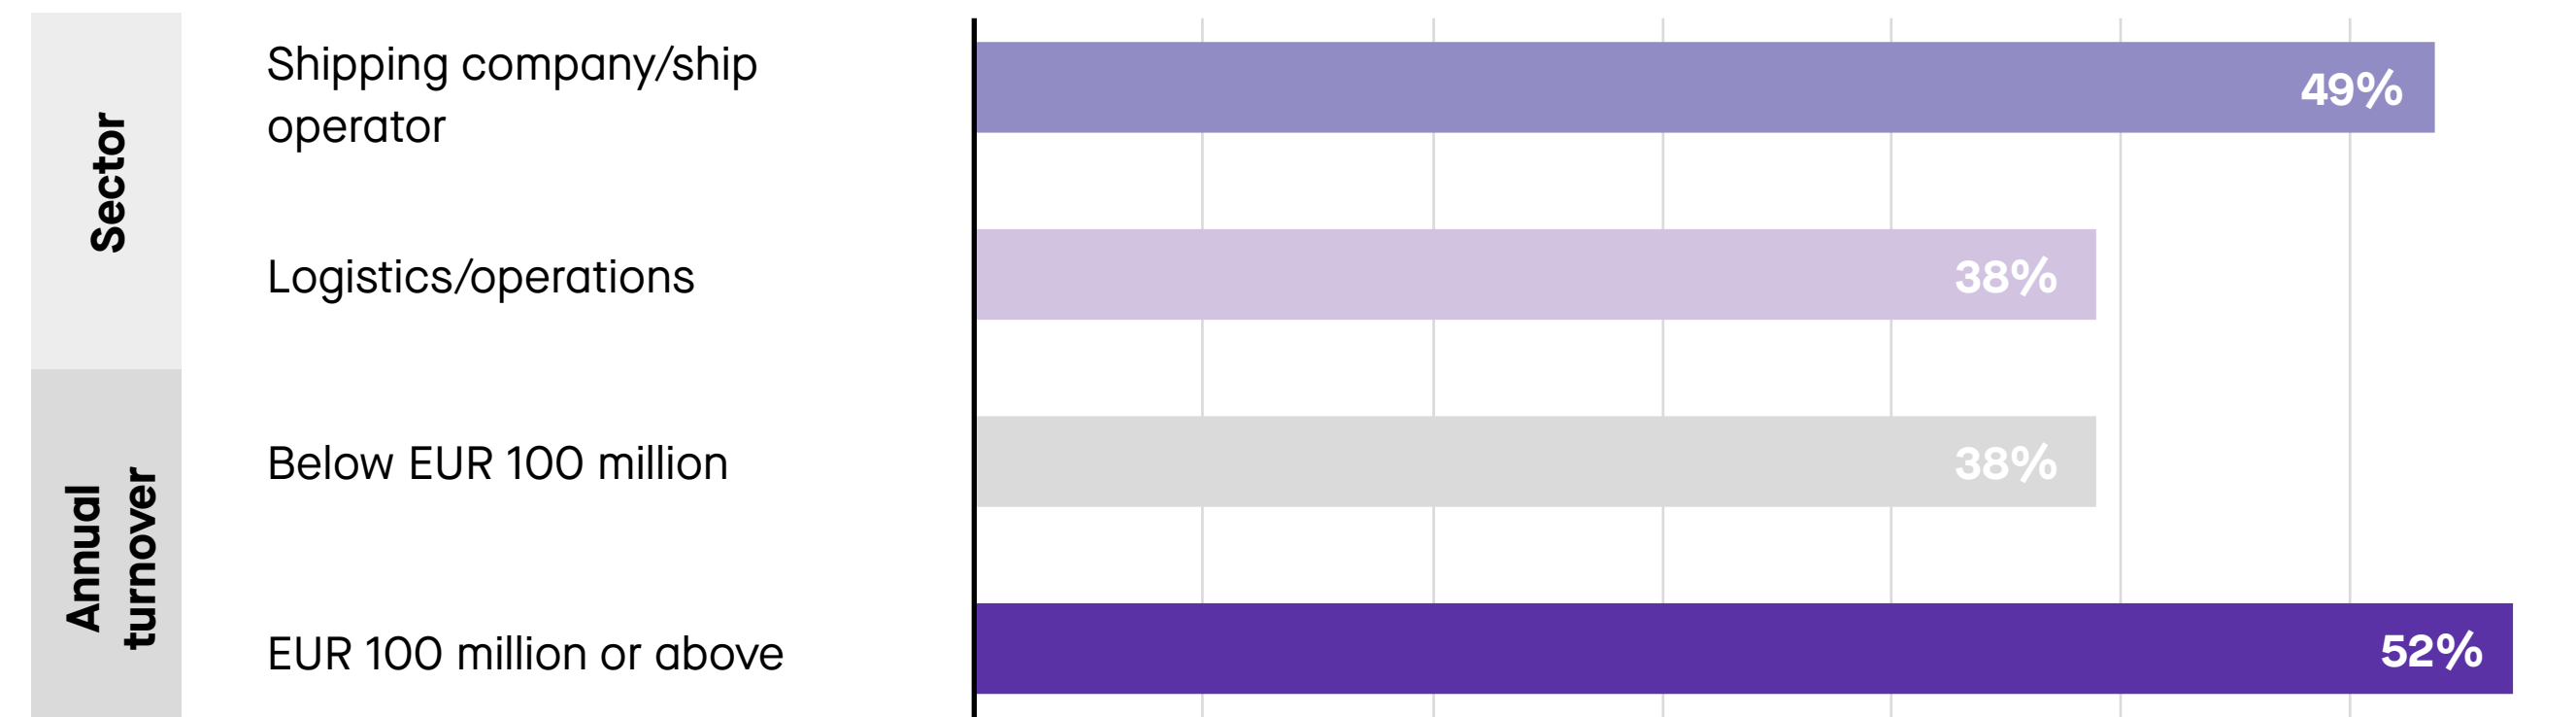 Sector
Shipping company/ship
operator
49%
Logistics/operations
38%
Annual
turnover
Below EUR 100 million
38%
EUR 100 million or above
52%